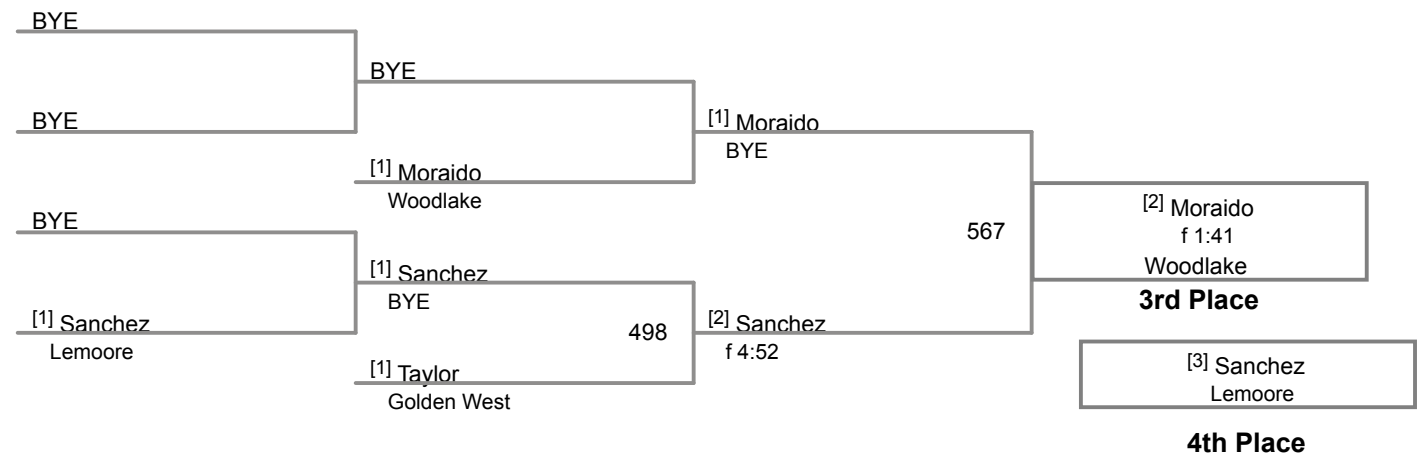 BYE
BYE
BYE
[1] Moraido
BYE
[1] Moraido
Woodlake
BYE
[1] Sanchez
BYE
[1] Sanchez
Lemoore
498
[2] Sanchez
f 4:52
[1] Taylor
Golden West
567
[2] Moraido
f 1:41
Woodlake
3rd Place
[3] Sanchez
Lemoore
4th Place